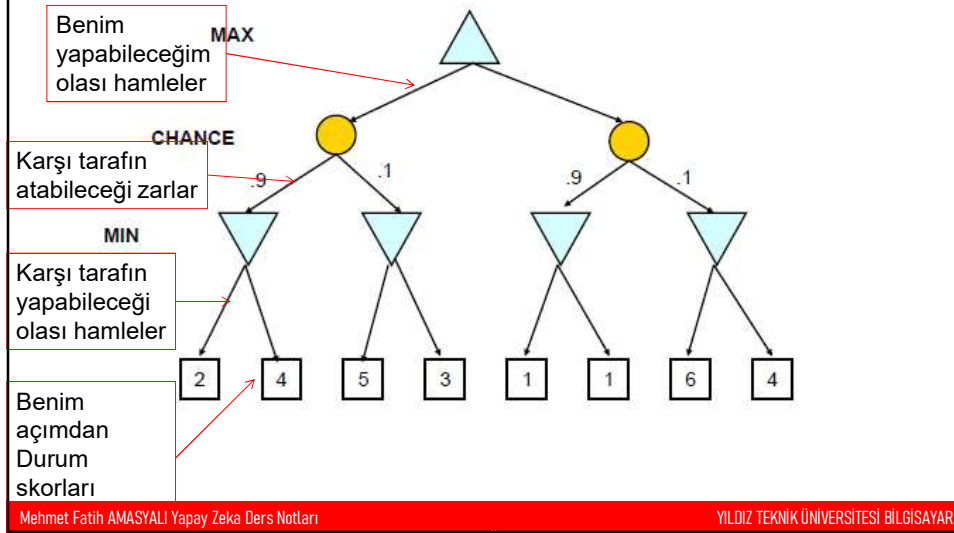 Benim
yapabileceğim
olası hamleler
MAX
CHANCE
Karşı tarafın
atabileceği zarlar
.9 .1 .9 .1
MIN
Karşı tarafın
yapabileceği
olası hamleler
2 4 5 3 1 1 6 4
Benim
açımdan
Durum
skorları
Mehmet Fatih AMASYALI Yapay Zeka Ders Notları YILDIZ TEKNİK ÜNİVERSİTESİ BİLGİSAYAR